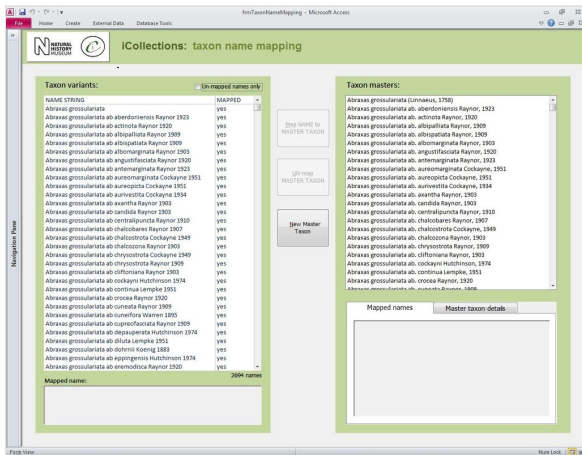 frmTaxonNameMapping - Microsoft Access
File Home Create External Data Database Tools
NATURAL HISTORY MUSEUM
iCollections: taxon name mapping
Taxon variants:
Un-mapped names only
NAME STRING MAPPED
Abraxas grossulariata yes
Abraxas grossulariata ab aberdoniensis Raynor 1923 yes
Abraxas grossulariata ab actinota Raynor 1920 yes
Abraxas grossulariata ab albipalliata Raynor 1909 yes
Abraxas grossulariata ab albispatiata Raynor 1909 yes
Abraxas grossulariata ab albomarginata Raynor 1903 yes
Abraxas grossulariata ab angustifasciata Raynor 1920 yes
Abraxas grossulariata ab antemarginata Raynor 1923 yes
Abraxas grossulariata ab aureomarginata Cockayne 1951 yes
Abraxas grossulariata ab aureopicta Cockayne 1951 yes
Abraxas grossulariata ab aurivestita Cockayne 1934 yes
Abraxas grossulariata ab axantha Raynor 1903 yes
Abraxas grossulariata ab candida Raynor 1903 yes
Abraxas grossulariata ab centralipuncta Raynor 1910 yes
Abraxas grossulariata ab chalcobares Raynor 1907 yes
Abraxas grossulariata ab chalcostrota Cockayne 1949 yes
Abraxas grossulariata ab chalcozona Raynor 1903 yes
Abraxas grossulariata ab chrysostrota Cockayne 1949 yes
Abraxas grossulariata ab chrysostrota Raynor 1909 yes
Abraxas grossulariata ab cliftoniana Raynor 1903 yes
Abraxas grossulariata ab cockayni Hutchinson 1974 yes
Abraxas grossulariata ab continua Lempke 1951 yes
Abraxas grossulariata ab crocea Raynor 1920 yes
Abraxas grossulariata ab cuneata Raynor 1909 yes
Abraxas grossulariata ab cuneifora Warren 1895 yes
Abraxas grossulariata ab cupreofasciata Raynor 1909 yes
Abraxas grossulariata ab depauperata Hutchinson 1974 yes
Abraxas grossulariata ab diluta Lempke 1951 yes
Abraxas grossulariata ab dohrnii Koenig 1883 yes
Abraxas grossulariata ab eppingensis Hutchinson 1974 yes
Abraxas grossulariata ab eremodisca Raynor 1920 yes
2694 names
Mapped name:
Map NAME to
MASTER TAXON
Un-map
MASTER TAXON
New Master
Taxon
Taxon masters:
Abraxas grossulariata (Linnaeus, 1758)
Abraxas grossulariata ab. aberdoniensis Raynor, 1923
Abraxas grossulariata ab. actinota Raynor, 1920
Abraxas grossulariata ab. albipalliata Raynor, 1909
Abraxas grossulariata ab. albispatiata Raynor, 1909
Abraxas grossulariata ab. albomarginata Raynor, 1903
Abraxas grossulariata ab. angustifasciata Raynor, 1920
Abraxas grossulariata ab. antemarginata Raynor, 1923
Abraxas grossulariata ab. aureomarginata Cockayne, 1951
Abraxas grossulariata ab. aureopicta Cockayne, 1951
Abraxas grossulariata ab. aurivestita Cockayne, 1934
Abraxas grossulariata ab. axantha Raynor, 1903
Abraxas grossulariata ab. candida Raynor, 1903
Abraxas grossulariata ab. centralipuncta Raynor, 1910
Abraxas grossulariata ab. chalcobares Raynor, 1907
Abraxas grossulariata ab. chalcostrota Cockayne, 1949
Abraxas grossulariata ab. chalcozona Raynor, 1903
Abraxas grossulariata ab. chrysostrota Raynor, 1909
Abraxas grossulariata ab. cliftoniana Raynor, 1903
Abraxas grossulariata ab. cockayni Hutchinson, 1974
Abraxas grossulariata ab. continua Lempke, 1951
Abraxas grossulariata ab. crocea Raynor, 1920
Abraxas grossulariata ab. cuneata Raynor, 1909
Mapped names Master taxon details
Navigation Pane
Form View Num Lock